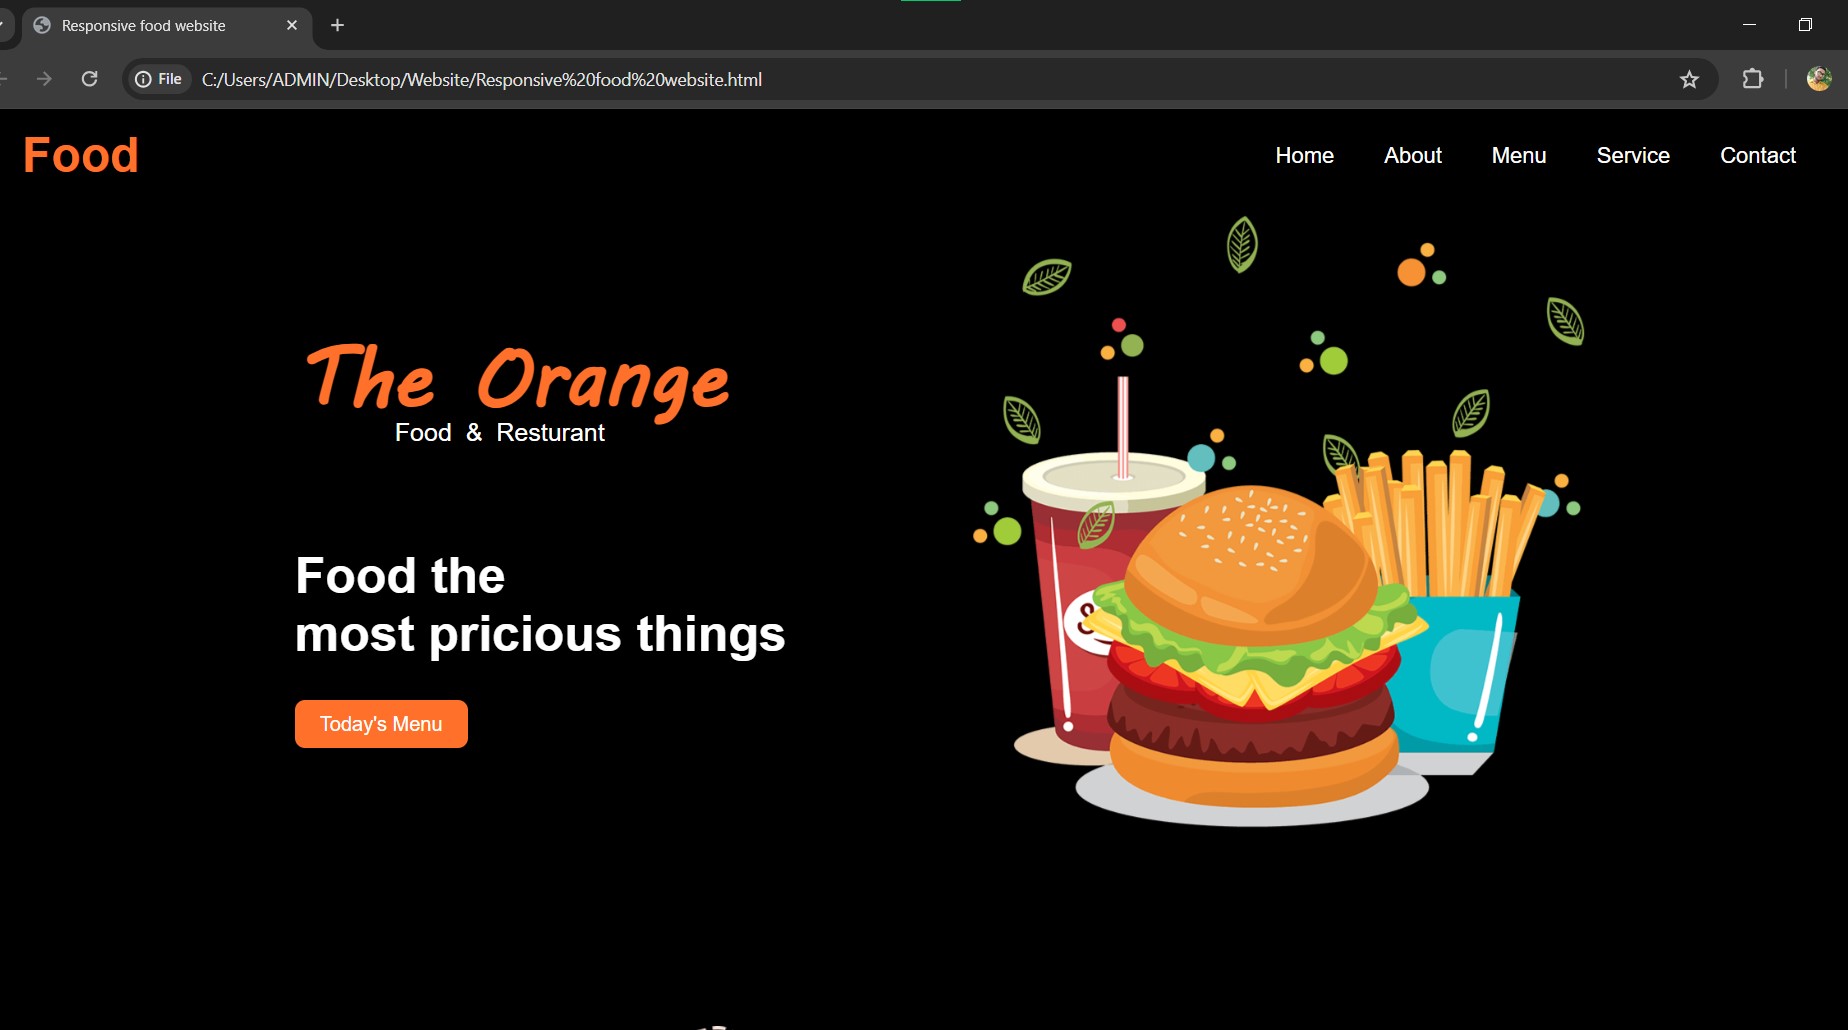 Responsive food website
File
C:/Users/ADMIN/Desktop/Website/Responsive%20food%20website.html
Food
Home
About
Menu
Service
Contact
The Orange
Food & Resturant
Food the
most pricious things
Today's Menu